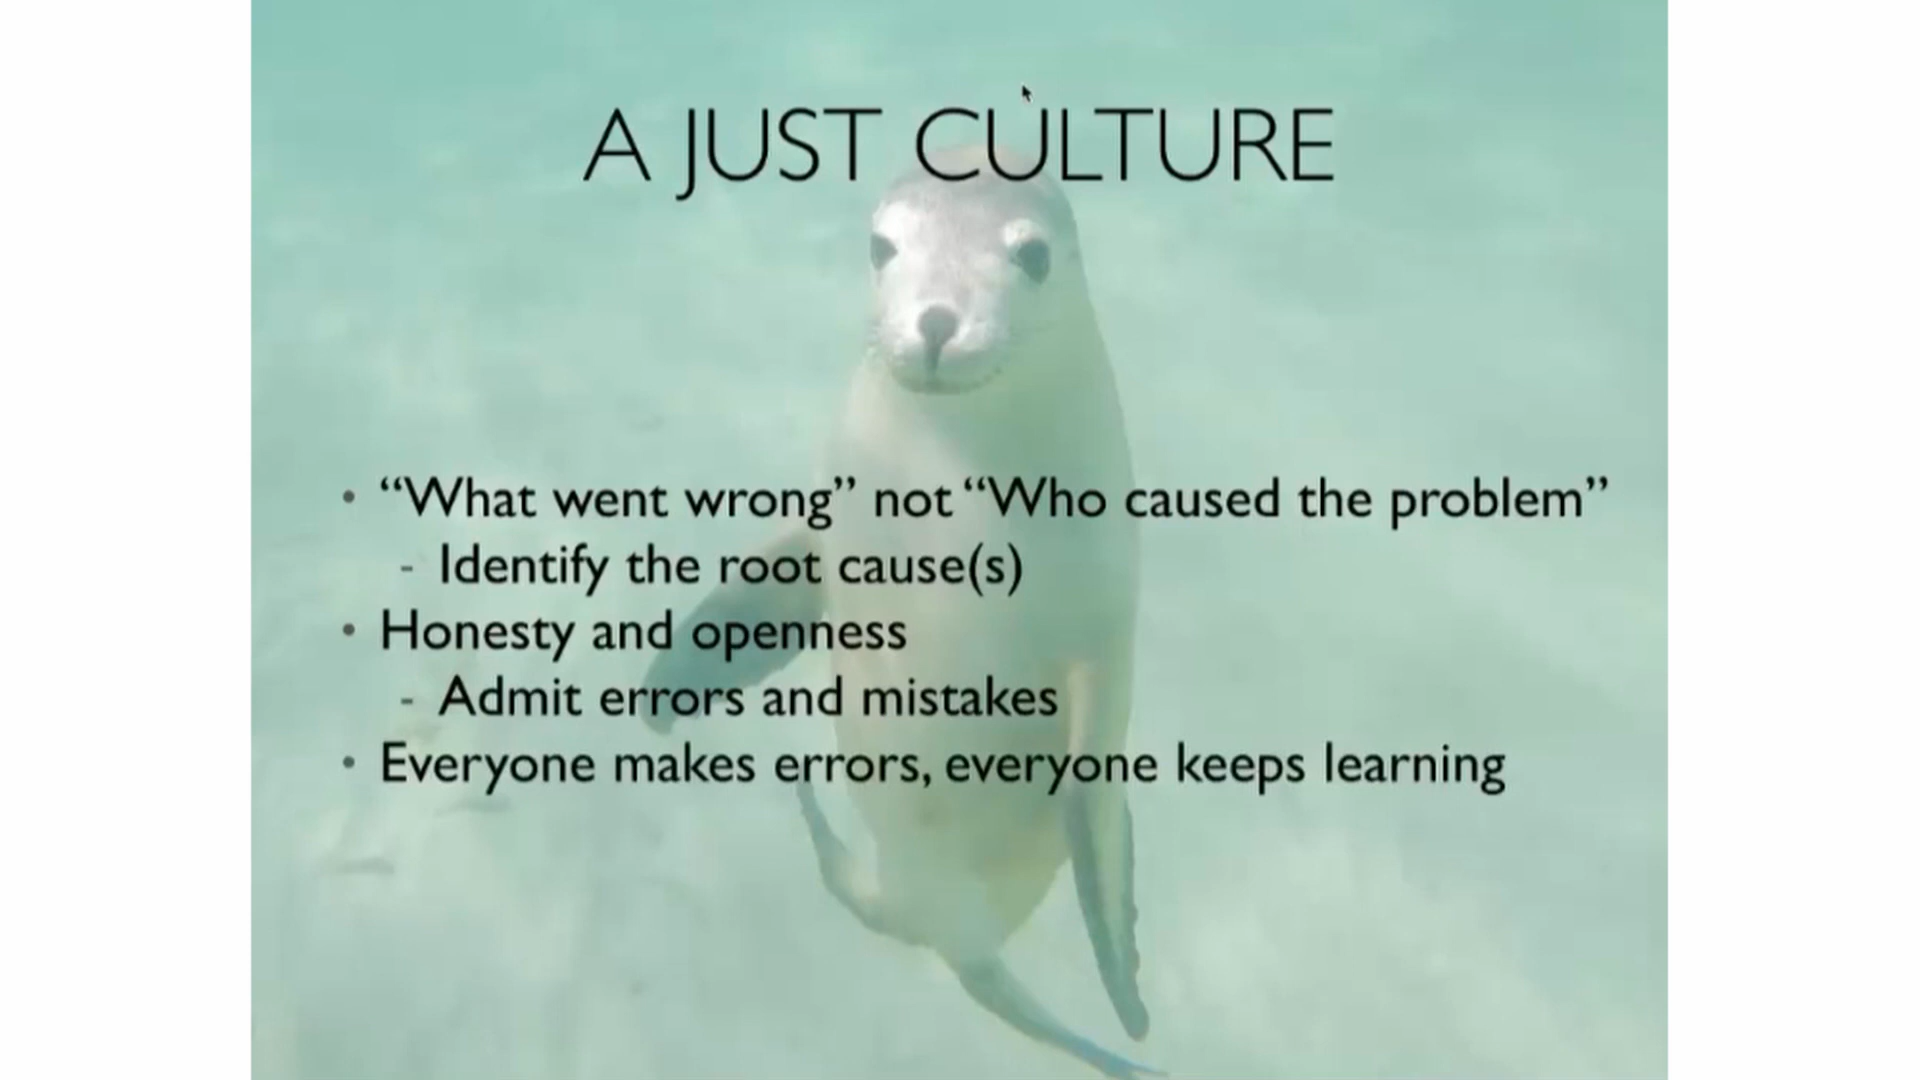 A JUST CULTURE
• “What went wrong” not “Who caused the problem”
- Identify the root cause(s)
• Honesty and openness
- Admit errors and mistakes
• Everyone makes errors, everyone keeps learning